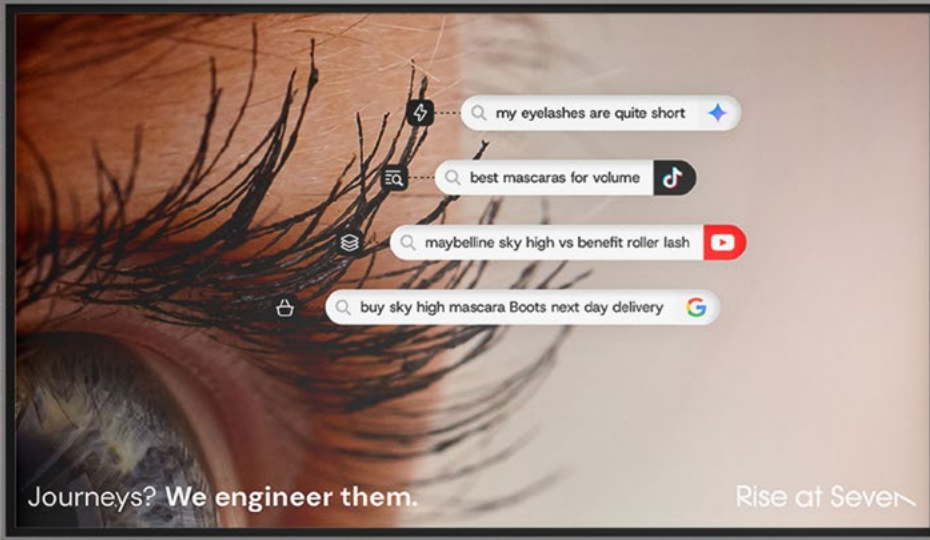 my eyelashes are quite short
best mascaras for volume
maybelline sky high vs benefit roller lash
buy sky high mascara Boots next day delivery
Journeys? We engineer them.
Rise at Seven